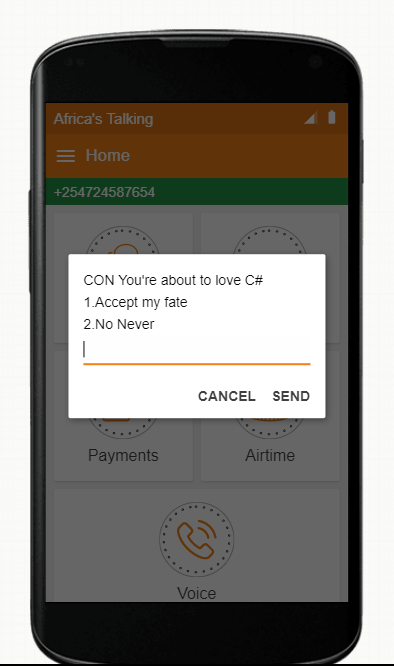 Africa's Talking
Home
+254724587654
CON You're about to love C#
1.Accept my fate
2.No Never
CANCEL SEND
Payments Airtime
Voice